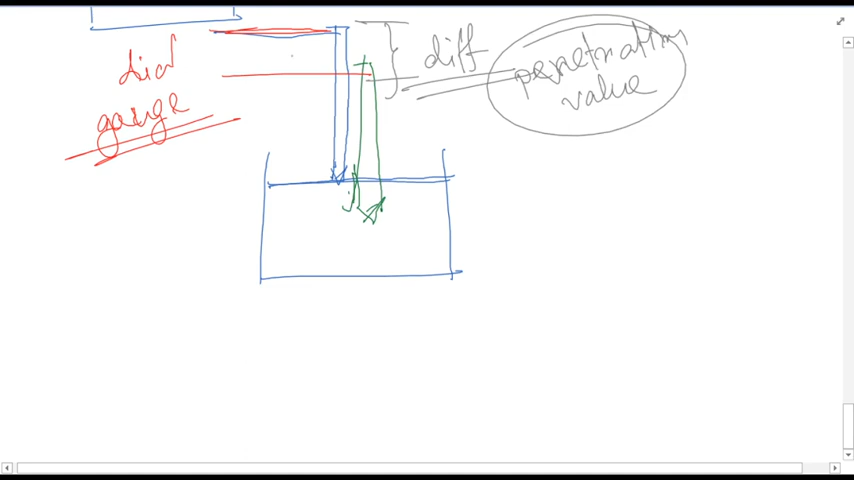 dial
gauge
diff
penetration
value